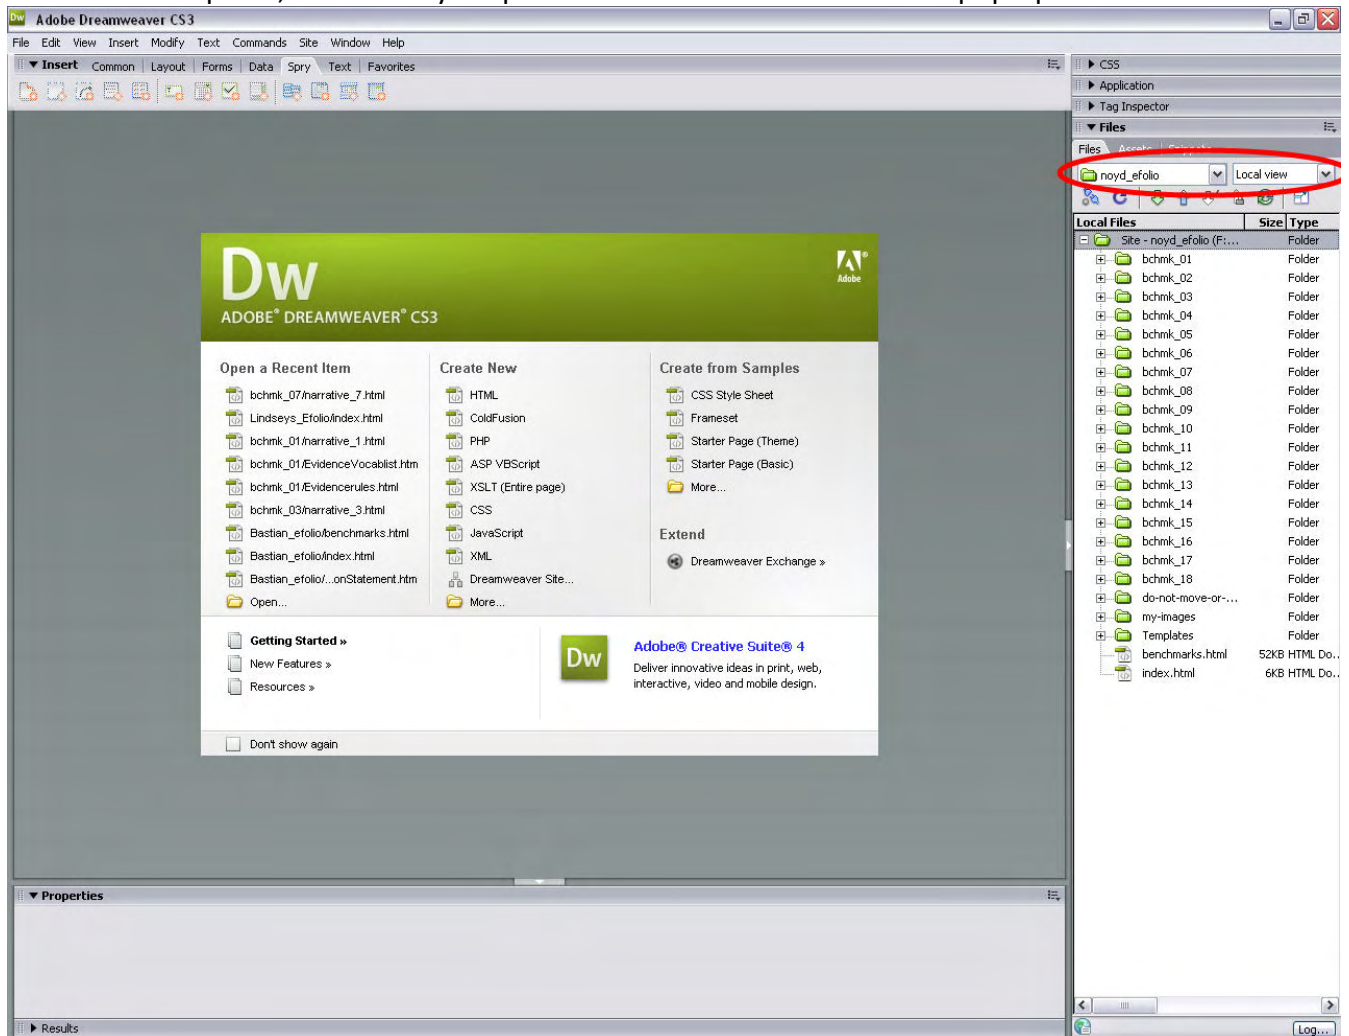 Adobe Dreamweaver CS3
File Edit View Insert Modify Text Commands Site Window Help
Insert Common Layout Forms Data Spry Text Favorites
CSS
Application
Tag Inspector
Files
Files Assets Snippets
noyd_efolio Local view
Local Files Size Type
Site - noyd_efolio (F:... Folder
bchmk_01 Folder
bchmk_02 Folder
bchmk_03 Folder
bchmk_04 Folder
bchmk_05 Folder
bchmk_06 Folder
bchmk_07 Folder
bchmk_08 Folder
bchmk_09 Folder
bchmk_10 Folder
bchmk_11 Folder
bchmk_12 Folder
bchmk_13 Folder
bchmk_14 Folder
bchmk_15 Folder
bchmk_16 Folder
bchmk_17 Folder
bchmk_18 Folder
do-not-move-or-... Folder
my-images Folder
Templates Folder
benchmarks.html 52KB HTML Do..
index.html 6KB HTML Do..
Dw
Adobe
ADOBE® DREAMWEAVER® CS3
Open a Recent Item
bchmk_07/narrative_7.html
Lindseys_Efolio/index.html
bchmk_01/narrative_1.html
bchmk_01/EvidenceVocablist.htm
bchmk_01/Evidencerules.html
bchmk_03/narrative_3.html
Bastian_efolio/benchmarks.html
Bastian_efolio/index.html
Bastian_efolio/...onStatement.htm
Open...
Create New
HTML
ColdFusion
PHP
ASP VBScript
XSLT (Entire page)
CSS
JavaScript
XML
Dreamweaver Site...
More...
Create from Samples
CSS Style Sheet
Frameset
Starter Page (Theme)
Starter Page (Basic)
More...
Extend
Dreamweaver Exchange »
Getting Started »
New Features »
Resources »
Dw
Adobe® Creative Suite® 4
Deliver innovative ideas in print, web,
interactive, video and mobile design.
Don't show again
Properties
Results
Log...